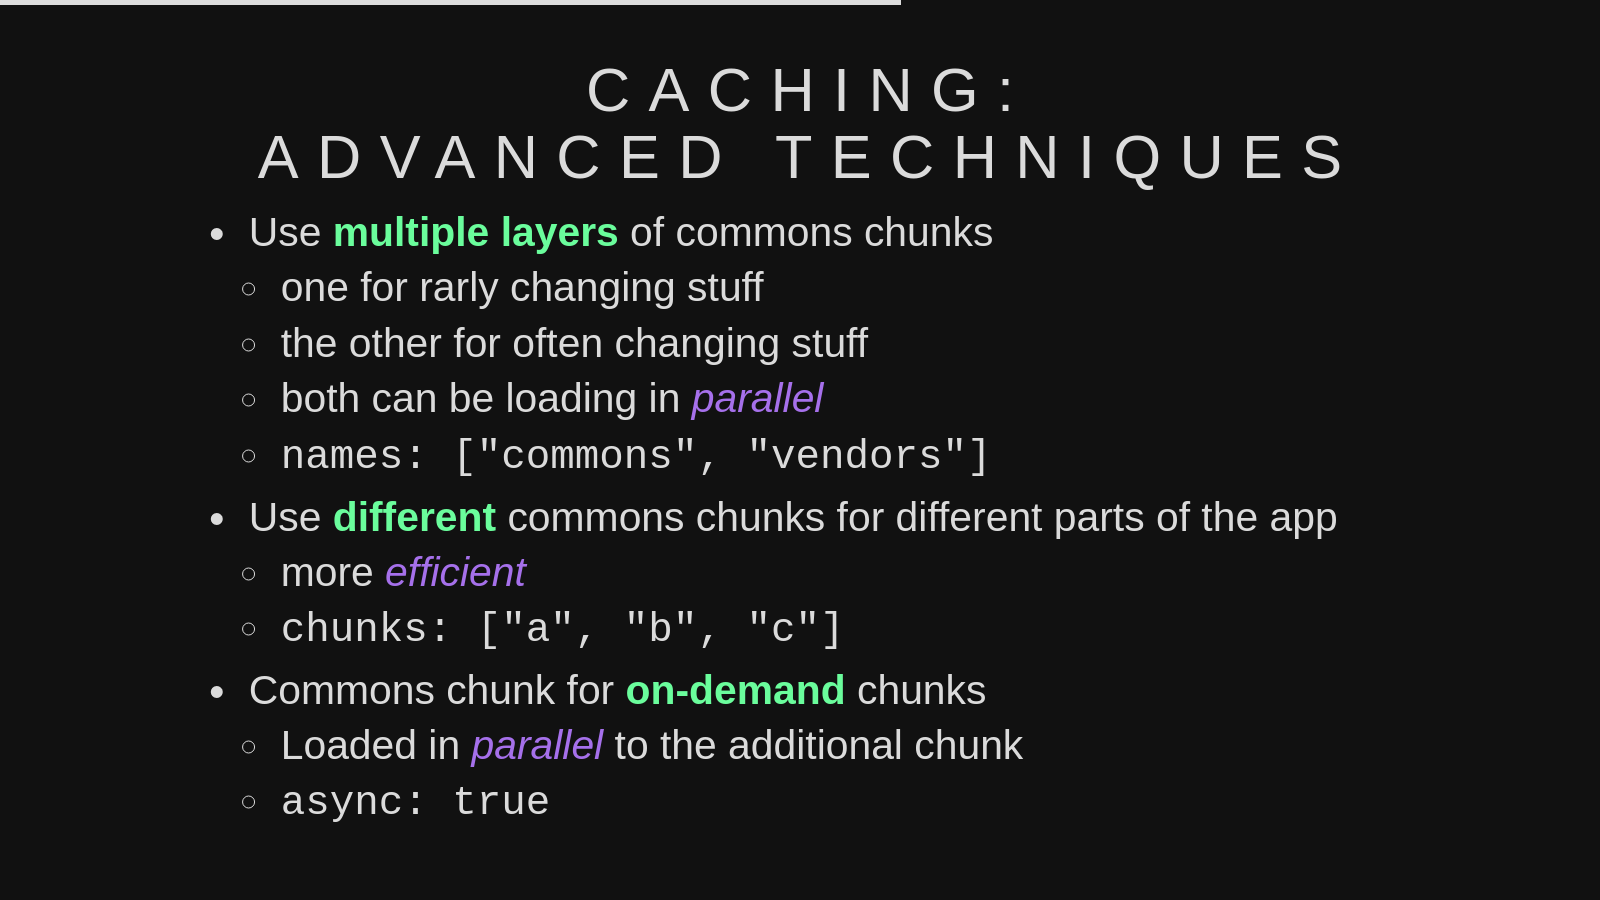 CACHING:
ADVANCED TECHNIQUES
• Use multiple layers of commons chunks
○ one for rarly changing stuff
○ the other for often changing stuff
○ both can be loading in parallel
○ names: ["commons", "vendors"]
• Use different commons chunks for different parts of the app
○ more efficient
○ chunks: ["a", "b", "c"]
• Commons chunk for on-demand chunks
○ Loaded in parallel to the additional chunk
○ async: true